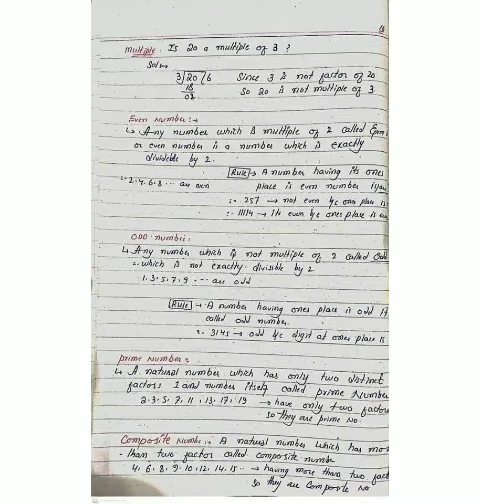 Multiple. Is 20 a multiple of 3 ?
Soln
3)20(6 Since 3 is not factor of 20
18 So 20 is not multiple of 3
02
Even Number:→
↳ Any number which is multiple of 2 called Even
or even number is a number which is exactly
divideble by 2.
Rule → A number having its ones
:- 2.4.6.8.... are even place is even number
:- 257 → not even b/c ones place is
:- 11114 → its even b/c ones place is
ODD number:
↳ Any number which is not multiple of 2 called Odd
:- which is not exactly divisible by 2
1.3.5.7.9 .... are odd
Rule → A number having ones place is odd
called odd number.
:- 3145 → odd b/c digit at ones place is
prime Number :
↳ A natural number which has only two distinct
factors 1 and number itself called prime Number
2.3.5.7.11.13.17.19 → have only two factors
so they are prime No.
Composite Numbr:- A natural number which has more
- than two factor called composite number
4.6.8.9.10.12.14.15... → having more than two fact
so they are Composite No